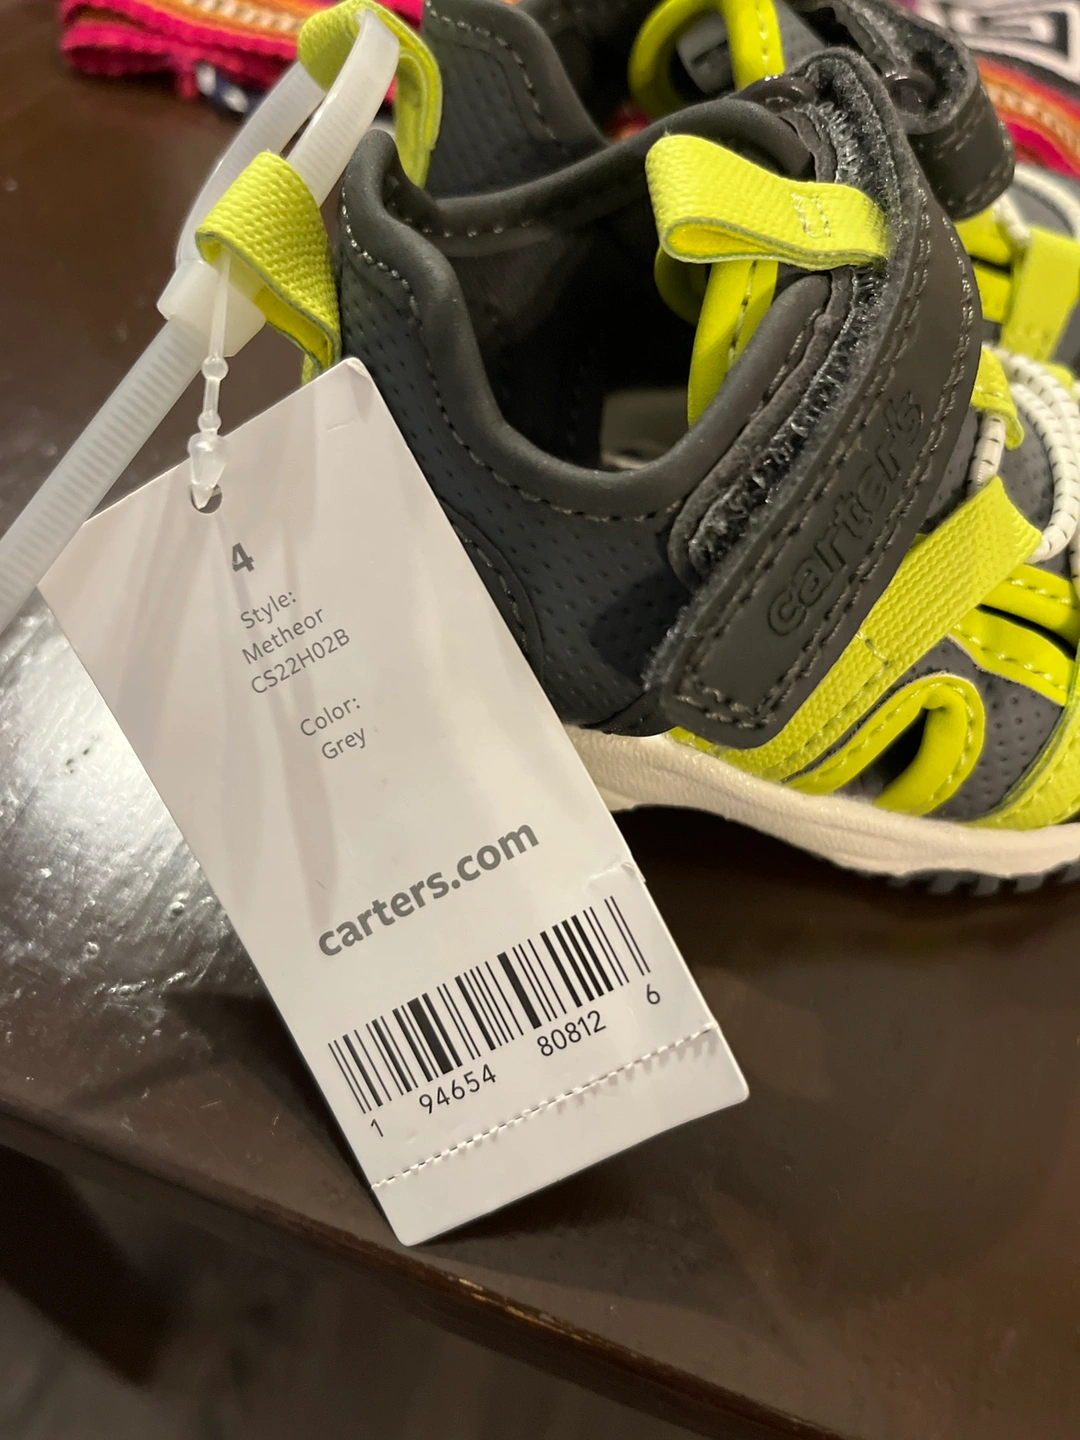 carter's
4
Style:
Metheor
CS22H02B
Color:
Grey
carters.com
1 94654 80812 6